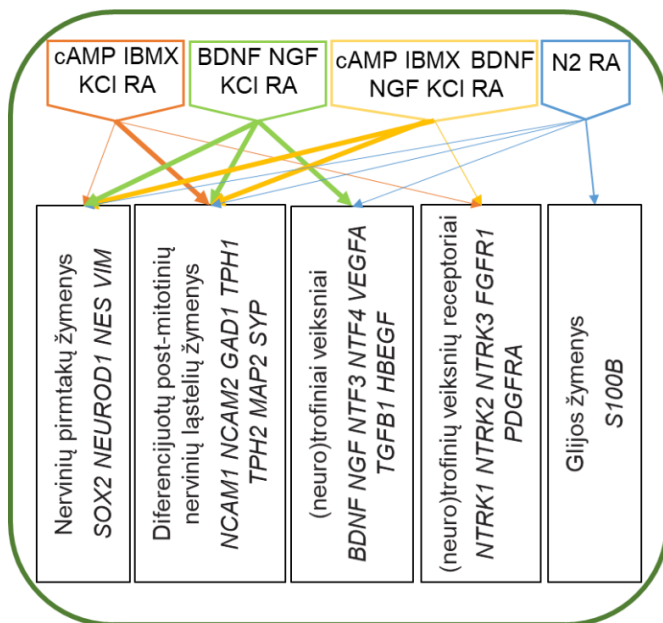 cAMP IBMX
KCl RA
BDNF NGF
KCl RA
cAMP IBMX BDNF
NGF KCl RA
N2 RA
Nervinių pirmtakų žymenys
SOX2 NEUROD1 NES VIM
Diferencijuotų post-mitotinių
nervinių ląstelių žymenys
NCAM1 NCAM2 GAD1 TPH1
TPH2 MAP2 SYP
(neuro)trofiniai veiksniai
BDNF NGF NTF3 NTF4 VEGFA
TGFB1 HBEGF
(neuro)trofinių veiksnių receptoriai
NTRK1 NTRK2 NTRK3 FGFR1
PDGFRA
Glijos žymenys
S100B